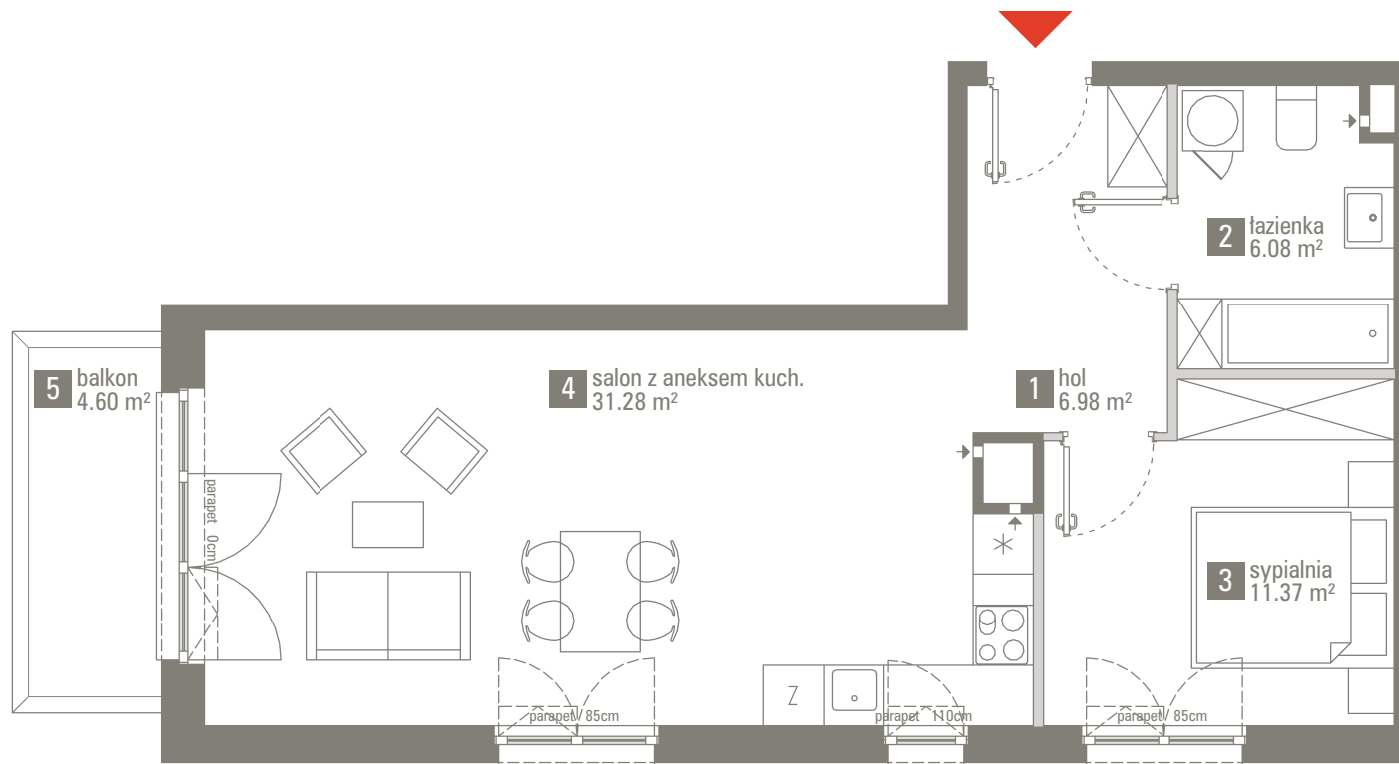 2 łazienka
6.08 m²
5 balkon
4.60 m²
4 salon z aneksem kuch.
31.28 m²
1 hol
6.98 m²
parapet 0cm
3 sypialnia
11.37 m²
Z
parapet / 85cm
parapet 110cm
parapet / 85cm